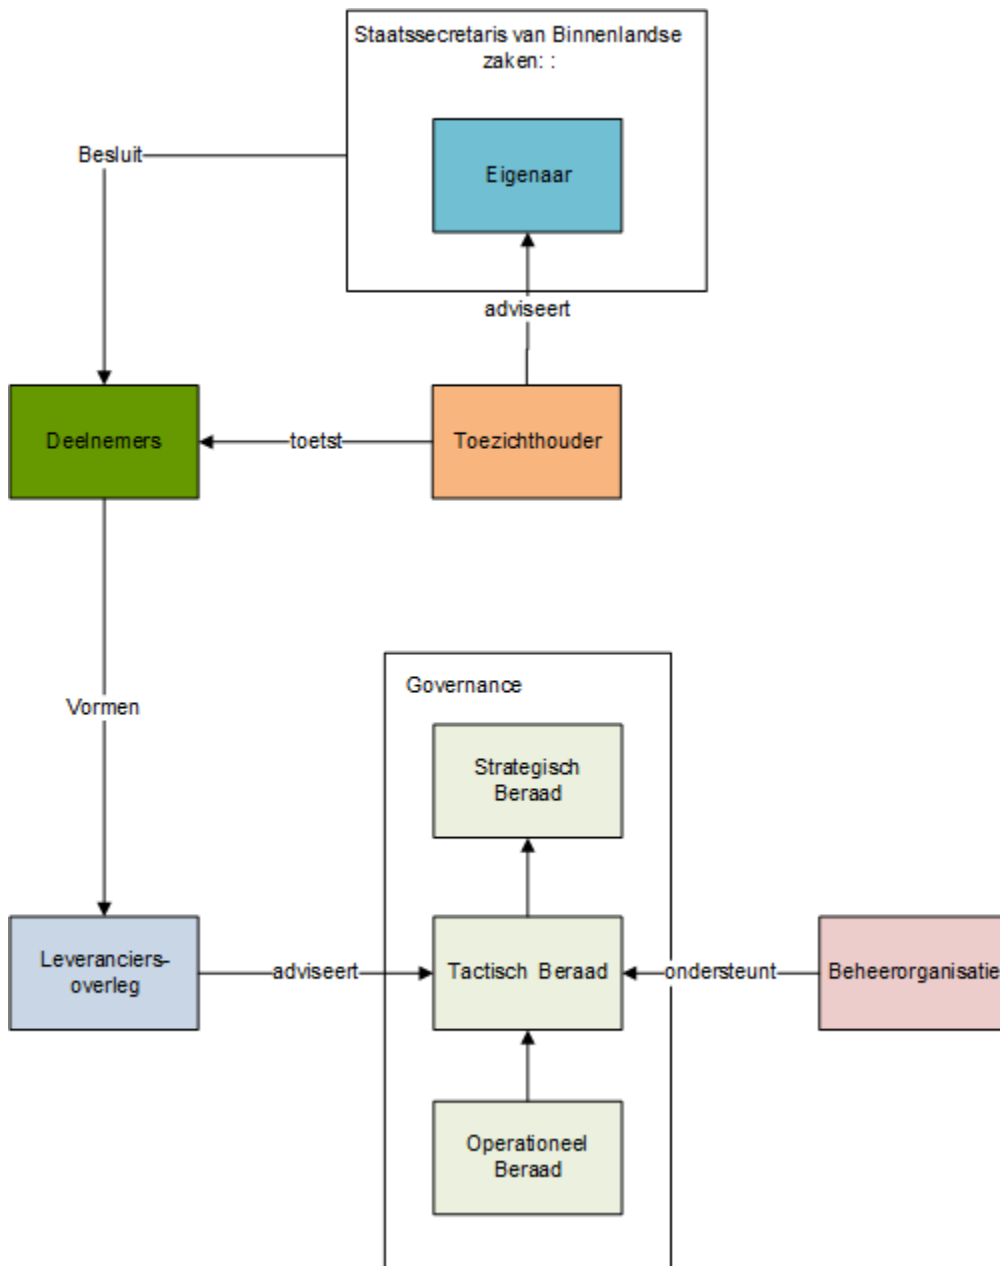 Staatssecretaris van Binnenlandse
zaken: :
Besluit
Eigenaar
adviseert
Deelnemers
toetst
Toezichthouder
Vormen
Governance
Strategisch
Beraad
Leveranciers-
overleg
adviseert
Tactisch Beraad
ondersteunt
Beheerorganisatie
Operationeel
Beraad